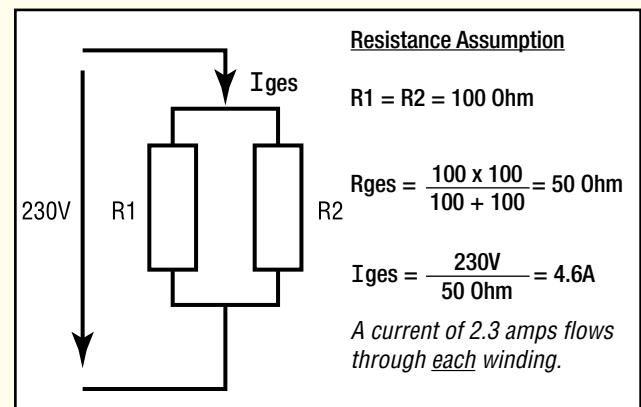 Resistance Assumption
Iges
R1 = R2 = 100 Ohm
230V
R1
R2
Rges = 100 x 100 / 100 + 100 = 50 Ohm
Iges = 230V / 50 Ohm = 4.6A
A current of 2.3 amps flows
through each winding.